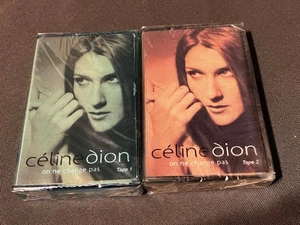 céline dion
on ne change pas
Tape 1
céline dion
on ne change pas
Tape 2